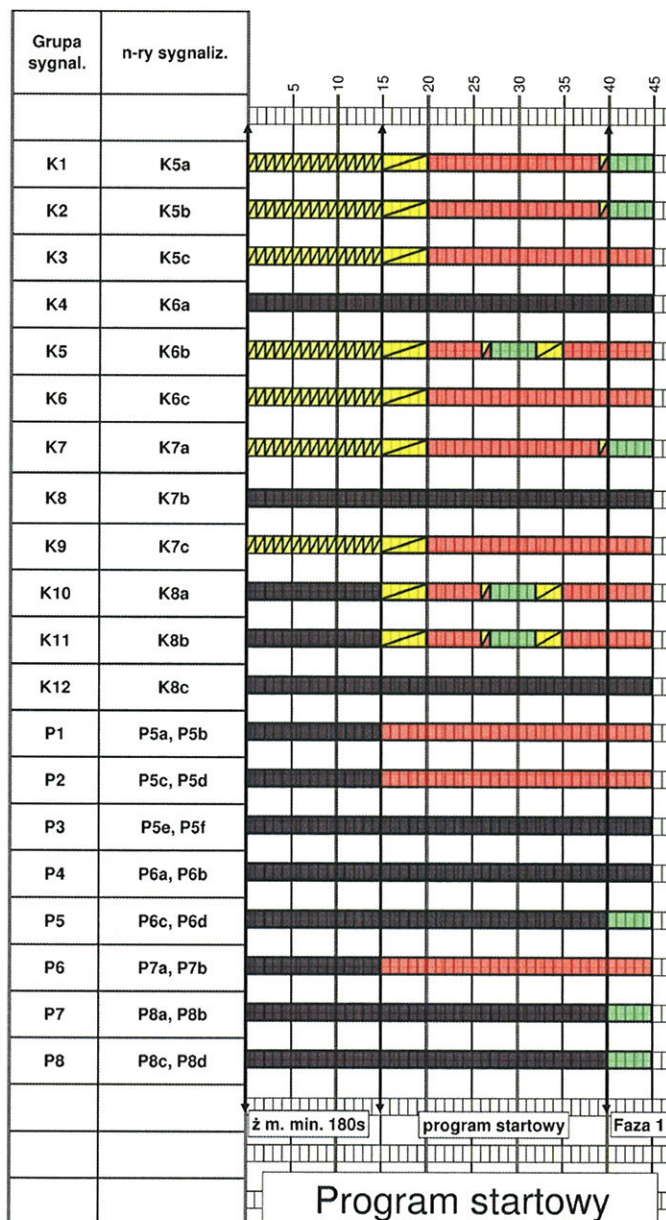 Grupa sygnal. n-ry sygnaliz.
5 10 15 20 25 30 35 40 45
K1 K5a
K2 K5b
K3 K5c
K4 K6a
K5 K6b
K6 K6c
K7 K7a
K8 K7b
K9 K7c
K10 K8a
K11 K8b
K12 K8c
P1 P5a, P5b
P2 P5c, P5d
P3 P5e, P5f
P4 P6a, P6b
P5 P6c, P6d
P6 P7a, P7b
P7 P8a, P8b
P8 P8c, P8d
ż m. min. 180s program startowy Faza 1
Program startowy